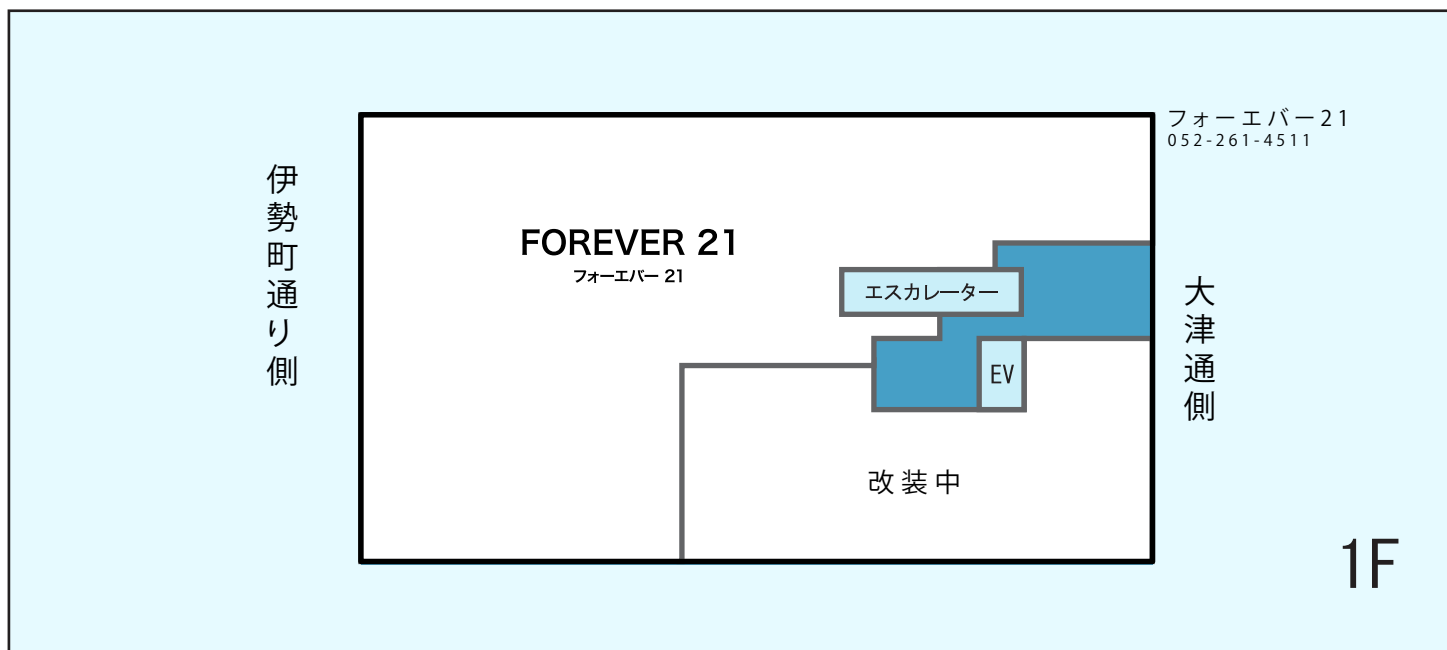 フォーエバー21
052-261-4511
伊勢町通り側
FOREVER 21
フォーエバー 21
エスカレーター
大津通側
EV
改装中
1F